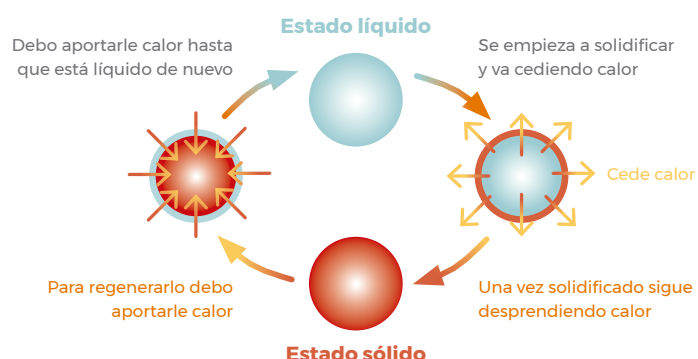 Estado líquido
Debo aportarle calor hasta
que está líquido de nuevo
Se empieza a solidificar
y va cediendo calor
Cede calor
Para regenerarlo debo
aportarle calor
Una vez solidificado sigue
desprendiendo calor
Estado sólido